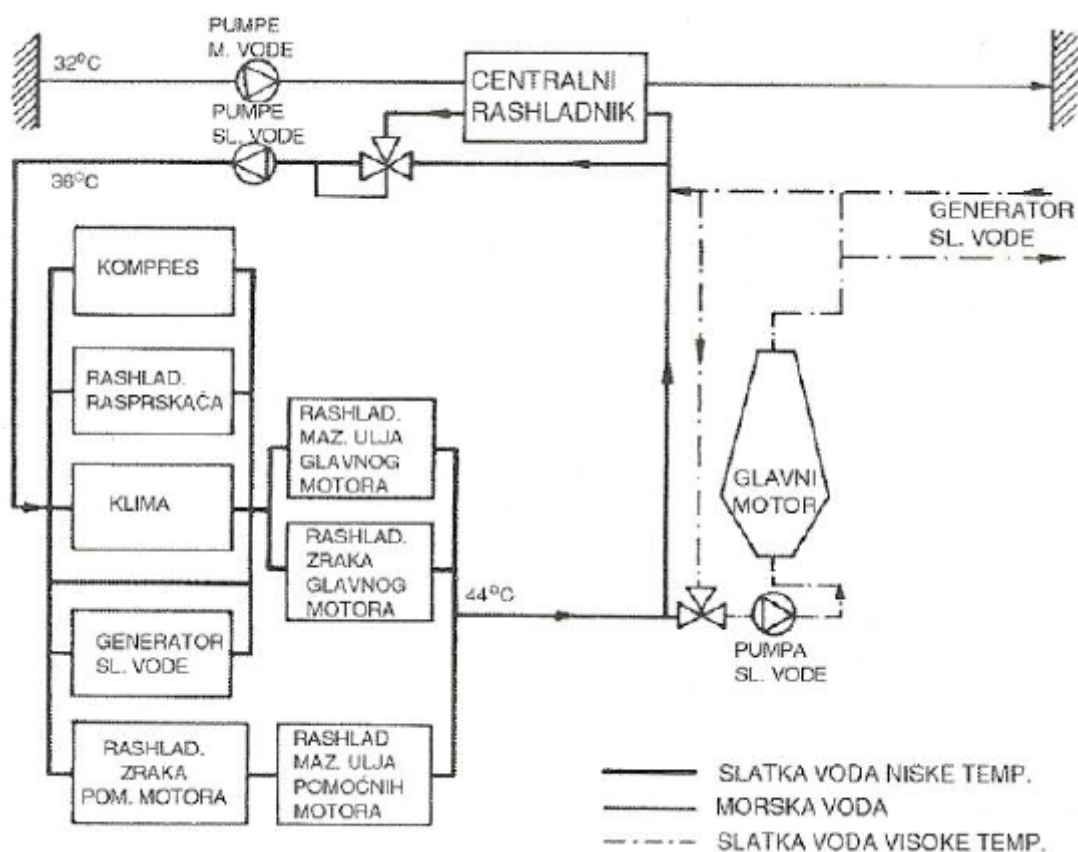 PUMPE
M. VODE
32°C
CENTRALNI
RASHLADNIK
PUMPE
SL. VODE
36°C
GENERATOR
SL. VODE
KOMPRES
RASHLAD.
RASPRSKAČA
KLIMA
RASHLAD.
MAZ. ULJA
GLAVNOG
MOTORA
RASHLAD.
ZRAKA
GLAVNOG
MOTORA
44°C
GLAVNI
MOTOR
GENERATOR
SL. VODE
PUMPA
SL. VODE
RASHLAD.
ZRAKA
POM. MOTORA
RASHLAD
MAZ. ULJA
POMOĆNIH
MOTORA
SLATKA VODA NISKE TEMP.
MORSKA VODA
SLATKA VODA VISOKE TEMP.